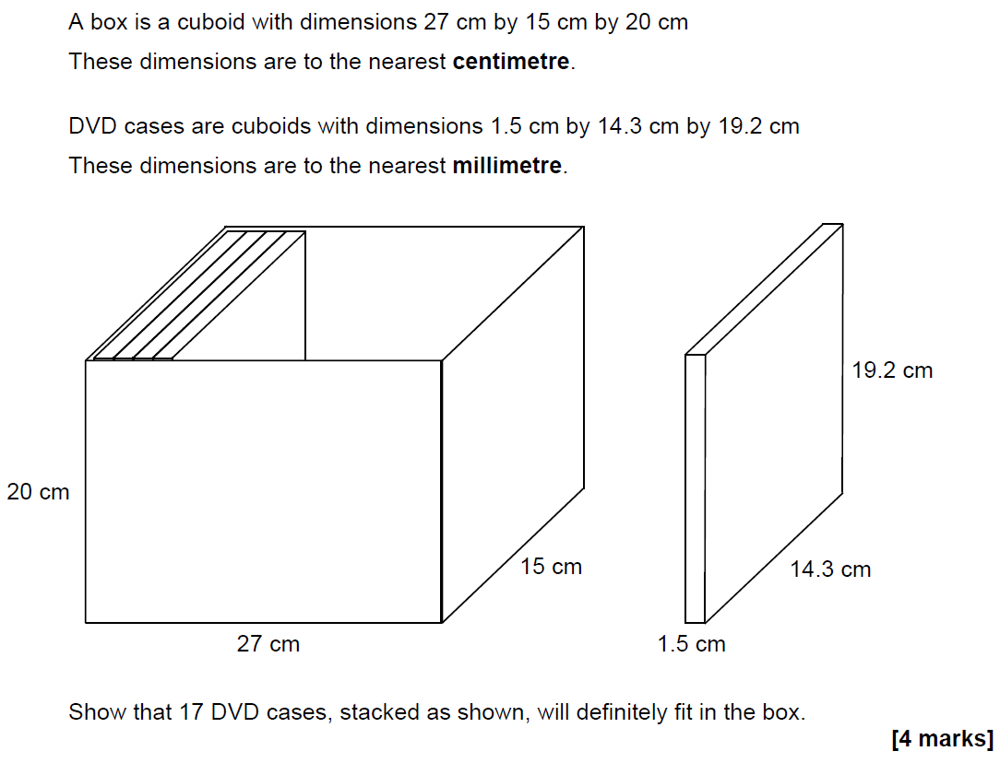 A box is a cuboid with dimensions 27 cm by 15 cm by 20 cm
These dimensions are to the nearest centimetre.
DVD cases are cuboids with dimensions 1.5 cm by 14.3 cm by 19.2 cm
These dimensions are to the nearest millimetre.
19.2 cm
20 cm
15 cm
14.3 cm
27 cm
1.5 cm
Show that 17 DVD cases, stacked as shown, will definitely fit in the box.
[4 marks]